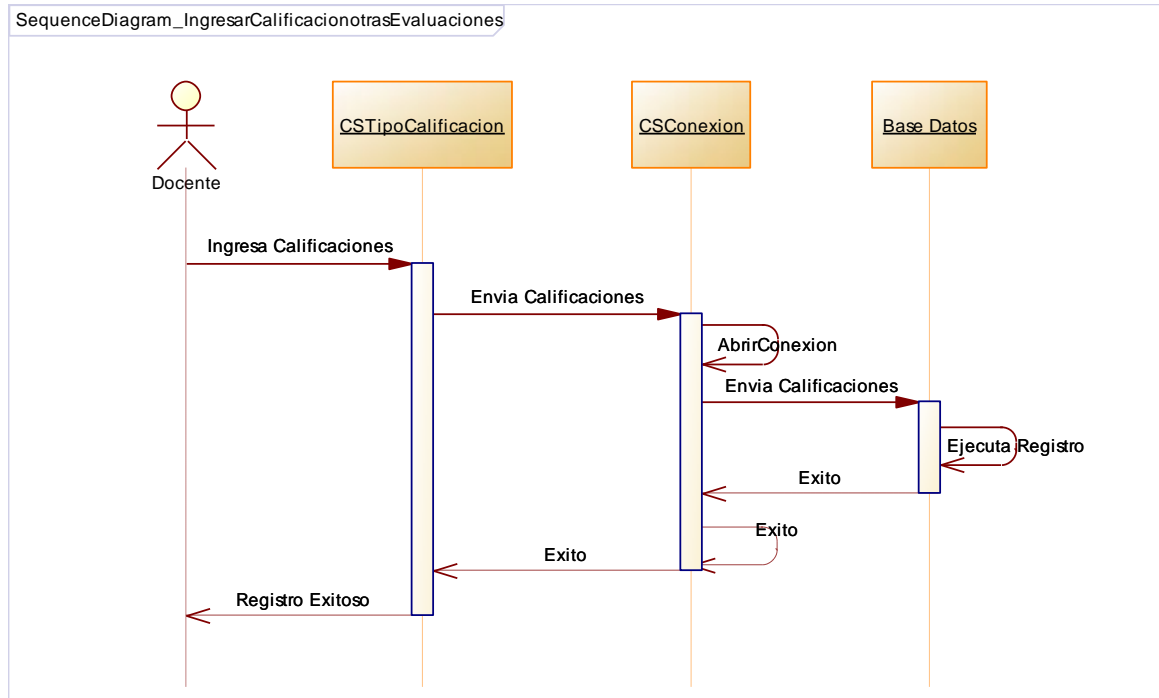 SequenceDiagram_IngresarCalificacionotrasEvaluaciones
CSTipoCalificacion
CSConexion
Base Datos
Docente
Ingresa Calificaciones
Envia Calificaciones
AbrirConexion
Envia Calificaciones
Ejecuta Registro
Exito
Exito
Exito
Registro Exitoso